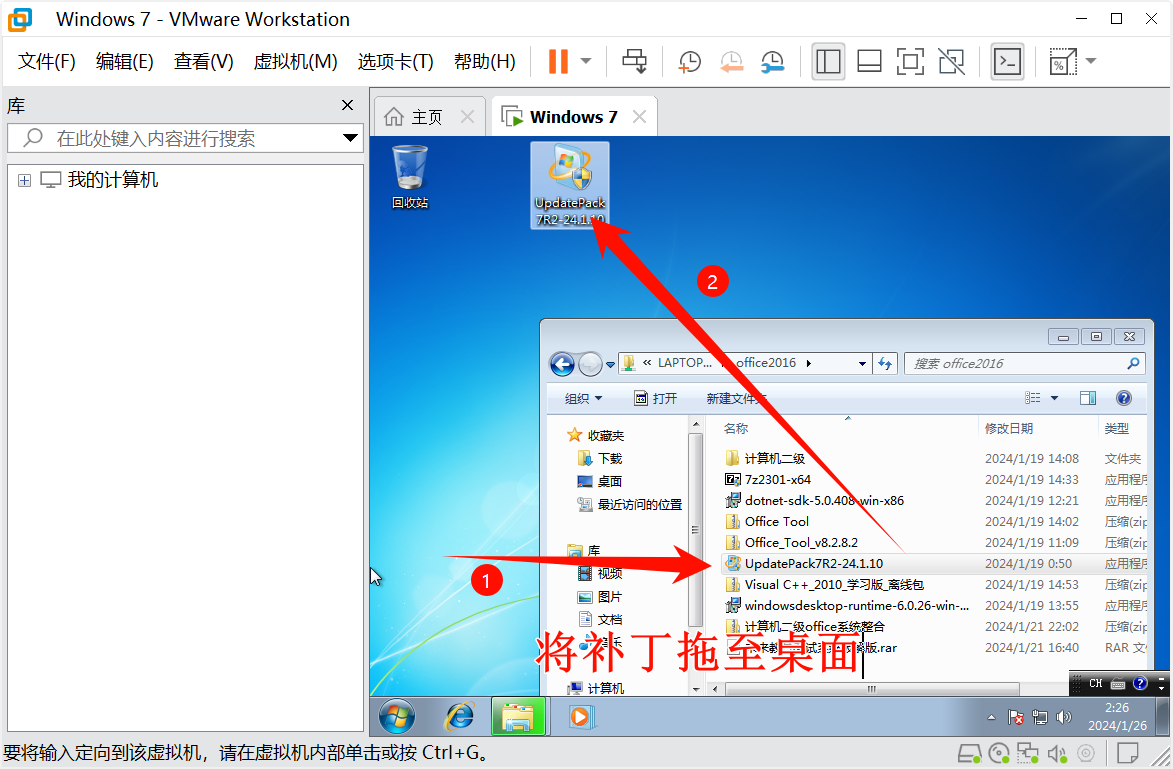 Windows 7 - VMware Workstation
文件(F) 编辑(E) 查看(V) 虚拟机(M) 选项卡(T) 帮助(H)
库
在此处键入内容进行搜索
我的计算机
主页
Windows 7
回收站
UpdatePack
7R2-24.1.10
2
« LAPTOP... office2016
搜索 office2016
组织 打开 新建文件夹
收藏夹
下载
桌面
最近访问的位置
库
视频
图片
文档
计算机
名称 修改日期 类型
计算机二级 2024/1/19 14:08 文件夹
7z2301-x64 2024/1/19 14:33 应用程序
dotnet-sdk-5.0.408-win-x86 2024/1/19 12:21 应用程序
Office Tool 2024/1/19 14:02 压缩(zip
Office_Tool_v8.2.8.2 2024/1/19 11:09 压缩(zip
UpdatePack7R2-24.1.10 2024/1/19 0:50 应用程序
Visual C++_2010_学习版_离线包 2024/1/19 14:53 压缩(zip
windowsdesktop-runtime-6.0.26-win-... 2024/1/19 13:55 应用程序
计算机二级office系统整合 2024/1/21 22:02 压缩(zip
版.rar 2024/1/21 16:40 RAR 文
1
将补丁拖至桌面
CH
2:26
2024/1/26
要将输入定向到该虚拟机，请在虚拟机内部单击或按 Ctrl+G。